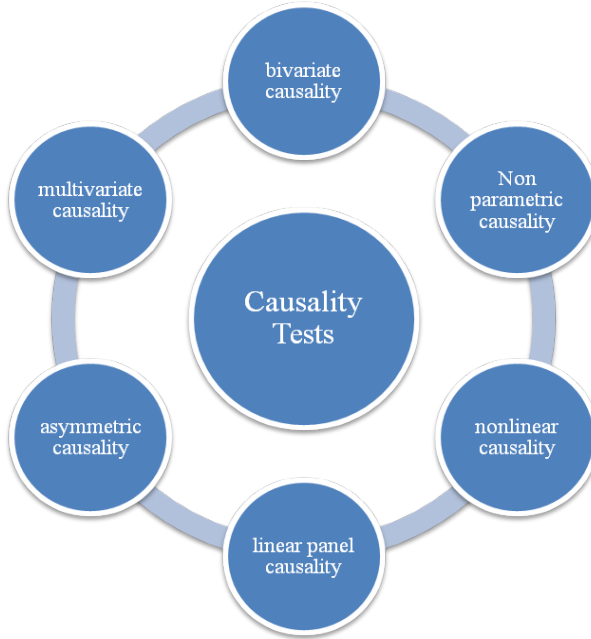 bivariate
causality
Non
parametric
causality
multivariate
causality
Causality
Tests
asymmetric
causality
nonlinear
causality
linear panel
causality